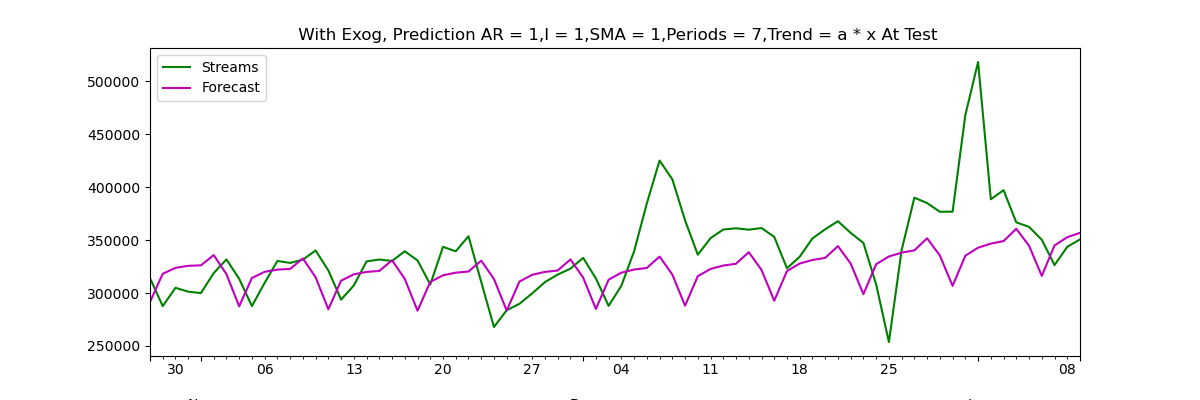 With Exog, Prediction AR = 1,I = 1,SMA = 1,Periods = 7,Trend = a * x At Test
Streams
Forecast
500000
450000
400000
350000
300000
250000
30 06 13 20 27 04 11 18 25 08